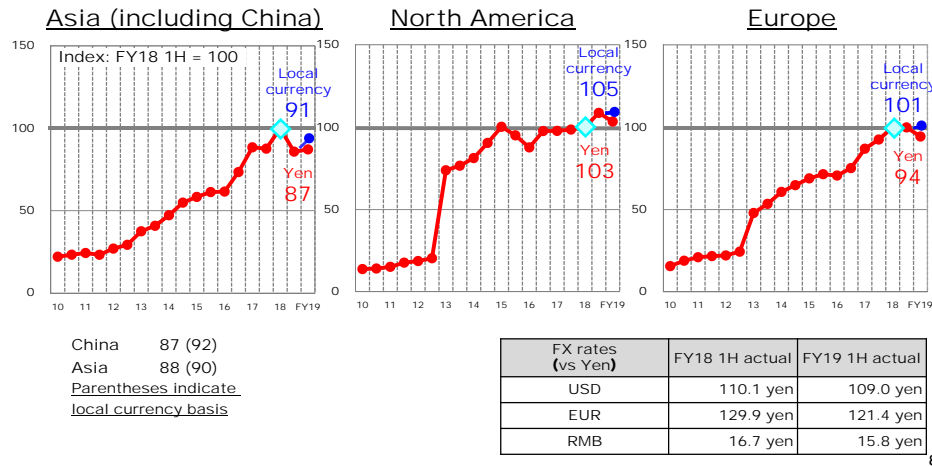 Asia (including China)
North America
Europe
150
Index: FY18 1H = 100
Local
currency
91
100
Yen
87
50
0
10 11 12 13 14 15 16 17 18 FY19
150
Local
currency
105
100
Yen
103
50
0
10 11 12 13 14 15 16 17 18 FY19
150
Local
currency
101
100
Yen
94
50
0
10 11 12 13 14 15 16 17 18 FY19
China 87 (92)
Asia 88 (90)
Parentheses indicate
local currency basis
FX rates
(vs Yen)
FY18 1H actual FY19 1H actual
USD 110.1 yen 109.0 yen
EUR 129.9 yen 121.4 yen
RMB 16.7 yen 15.8 yen